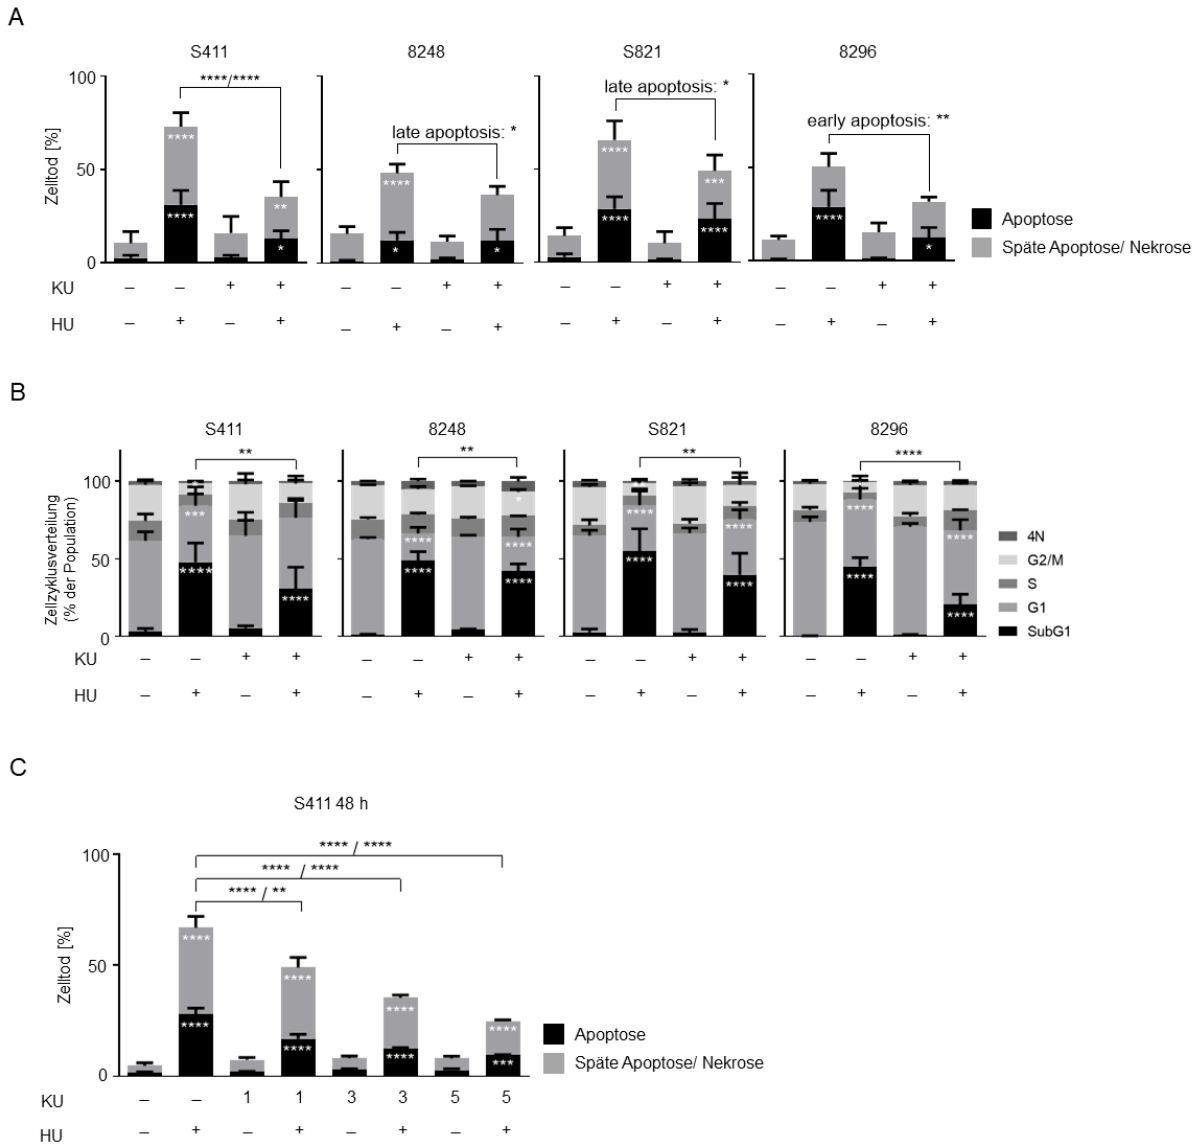 A
S411 8248 S821 8296
100
50
0
Zelltod [%]
****/****
late apoptosis: *
late apoptosis: *
early apoptosis: **
**** **** ** *
**** * *
**** **** *** ****
**** *
Apoptose
Späte Apoptose/ Nekrose
KU – – + + – – + + – – + + – – + +
HU – + – + – + – + – + – + – + – +
B
S411 8248 S821 8296
100
50
0
Zellzyklusverteilung
(% der Population)
** ** ** ****
*** **** ****
**** **** * **** ****
**** **** **** ****
**** **** ****
4N
G2/M
S
G1
SubG1
KU – – + + – – + + – – + + – – + +
HU – + – + – + – + – + – + – + – +
C
S411 48 h
100
50
0
Zelltod [%]
**** / ****
**** / ****
**** / **
**** **** **** ****
**** **** **** ***
Apoptose
Späte Apoptose/ Nekrose
KU – – 1 1 3 3 5 5
HU – + – + – + – +